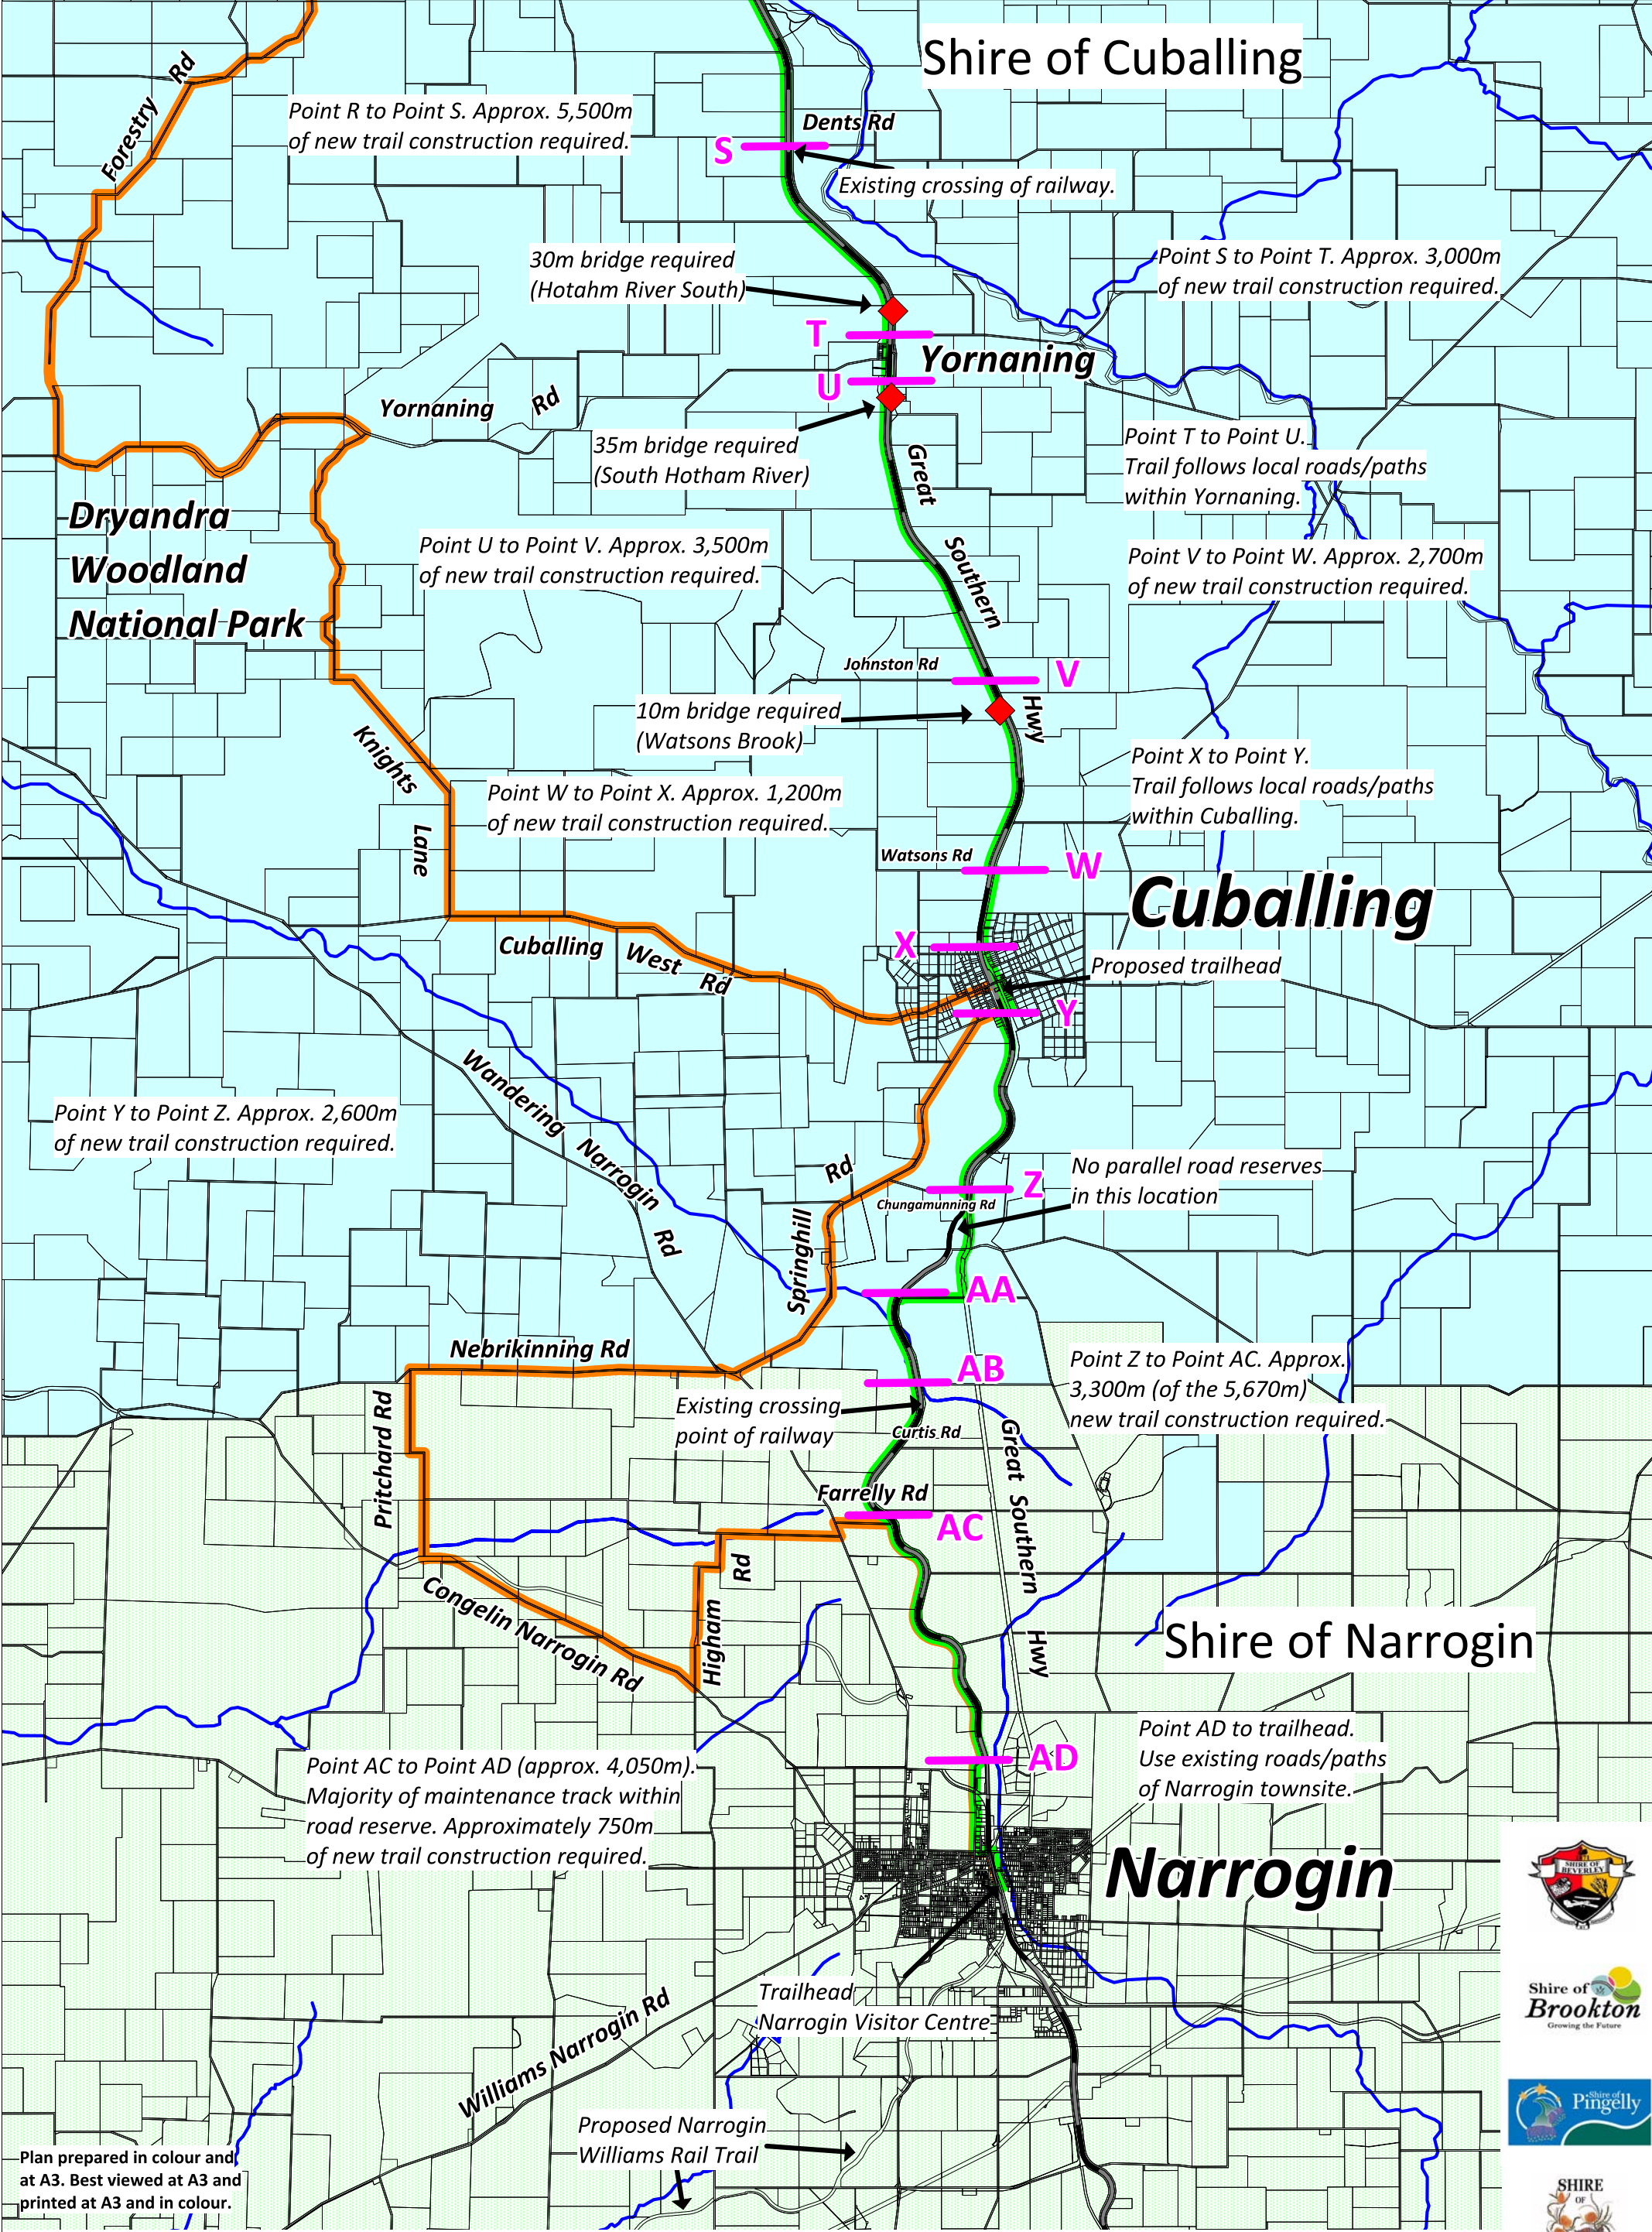 Shire of Cuballing
Forestry Rd
Point R to Point S. Approx. 5,500m
of new trail construction required.
Dents Rd
S
Existing crossing of railway.
30m bridge required
(Hotahm River South)
Point S to Point T. Approx. 3,000m
of new trail construction required.
T
Yornaning
U
Yornaning Rd
35m bridge required
(South Hotham River)
Point T to Point U.
Trail follows local roads/paths
within Yornaning.
Great Southern Hwy
Dryandra
Woodland
National Park
Point U to Point V. Approx. 3,500m
of new trail construction required.
Point V to Point W. Approx. 2,700m
of new trail construction required.
Johnston Rd
V
10m bridge required
(Watsons Brook)
Knights Lane
Point X to Point Y.
Trail follows local roads/paths
within Cuballing.
Point W to Point X. Approx. 1,200m
of new trail construction required.
Watsons Rd
W
Cuballing
X
Cuballing West Rd
Proposed trailhead
Y
Wandering Narrogin Rd
Point Y to Point Z. Approx. 2,600m
of new trail construction required.
No parallel road reserves
in this location
Z
Chungamunning Rd
Springhill Rd
AA
Nebrikinning Rd
AB
Point Z to Point AC. Approx.
3,300m (of the 5,670m)
new trail construction required.
Pritchard Rd
Existing crossing
point of railway
Curtis Rd
Great Southern Hwy
Farrelly Rd
AC
Congelin Narrogin Rd
Higham Rd
Shire of Narrogin
Point AC to Point AD (approx. 4,050m).
Majority of maintenance track within
road reserve. Approximately 750m
of new trail construction required.
AD
Point AD to trailhead.
Use existing roads/paths
of Narrogin townsite.
Narrogin
SHIRE OF
BEVERLEY
Trailhead
Narrogin Visitor Centre
Shire of
Brookton
Growing the Future
Williams Narrogin Rd
Shire of
Pingelly
Proposed Narrogin
Williams Rail Trail
Plan prepared in colour and
at A3. Best viewed at A3 and
printed at A3 and in colour.
SHIRE
OF